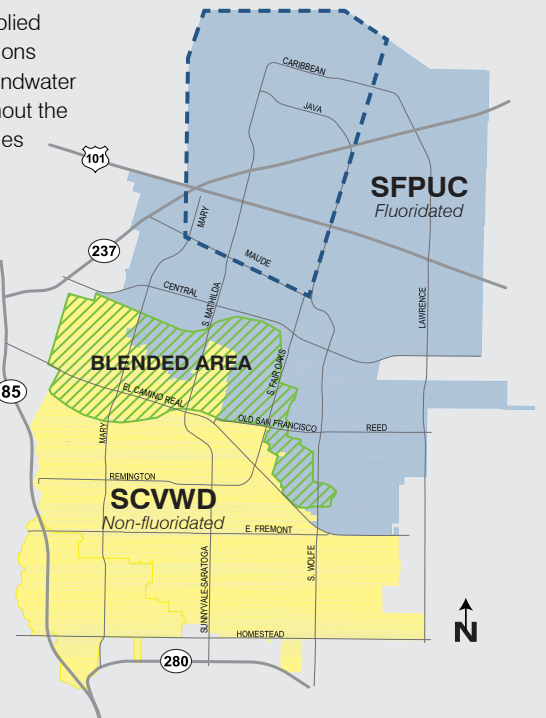 plied
ions
undwater
hout the
es
CARIBBEAN
JAVA
101
SFPUC
Fluoridated
MARY
237
MAUDE
CENTRAL
S. MATHILDA
LAWRENCE
BLENDED AREA
S. FAIR OAKS
85
EL CAMINO REAL
OLD SAN FRANCISCO
REED
MARY
REMINGTON
SCVWD
Non-fluoridated
E. FREMONT
SUNNYVALE-SARATOGA
S. WOLFE
HOMESTEAD
N
280